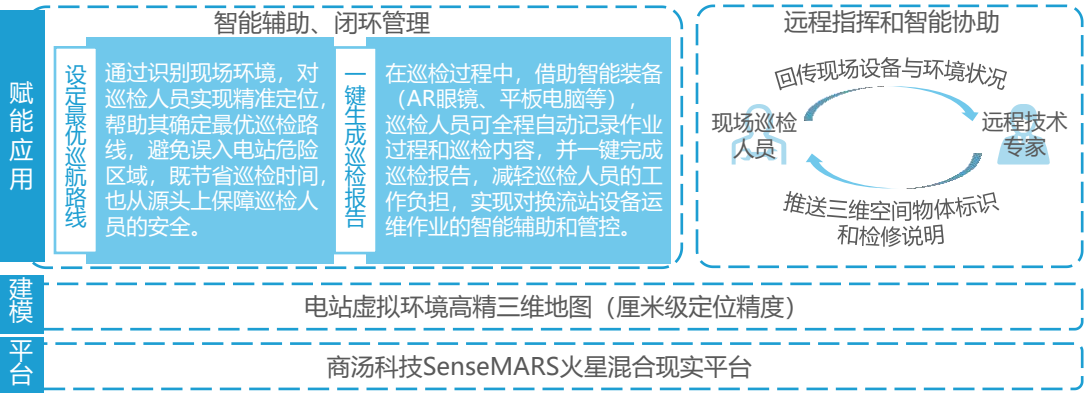 赋能应用
智能辅助、闭环管理
设定最优巡航路线
通过识别现场环境，对
巡检人员实现精准定位，
帮助其确定最优巡检路
线，避免误入电站危险
区域，既节省巡检时间，
也从源头上保障巡检人
员的安全。
一键生成巡检报告
在巡检过程中，借助智能装备
（AR眼镜、平板电脑等），
巡检人员可全程自动记录作业
过程和巡检内容，并一键完成
巡检报告，减轻巡检人员的工
作负担，实现对换流站设备运
维作业的智能辅助和管控。
远程指挥和智能协助
回传现场设备与环境状况
现场巡检
人员
远程技术
专家
推送三维空间物体标识
和检修说明
建模
电站虚拟环境高精三维地图（厘米级定位精度）
平台
商汤科技SenseMARS火星混合现实平台